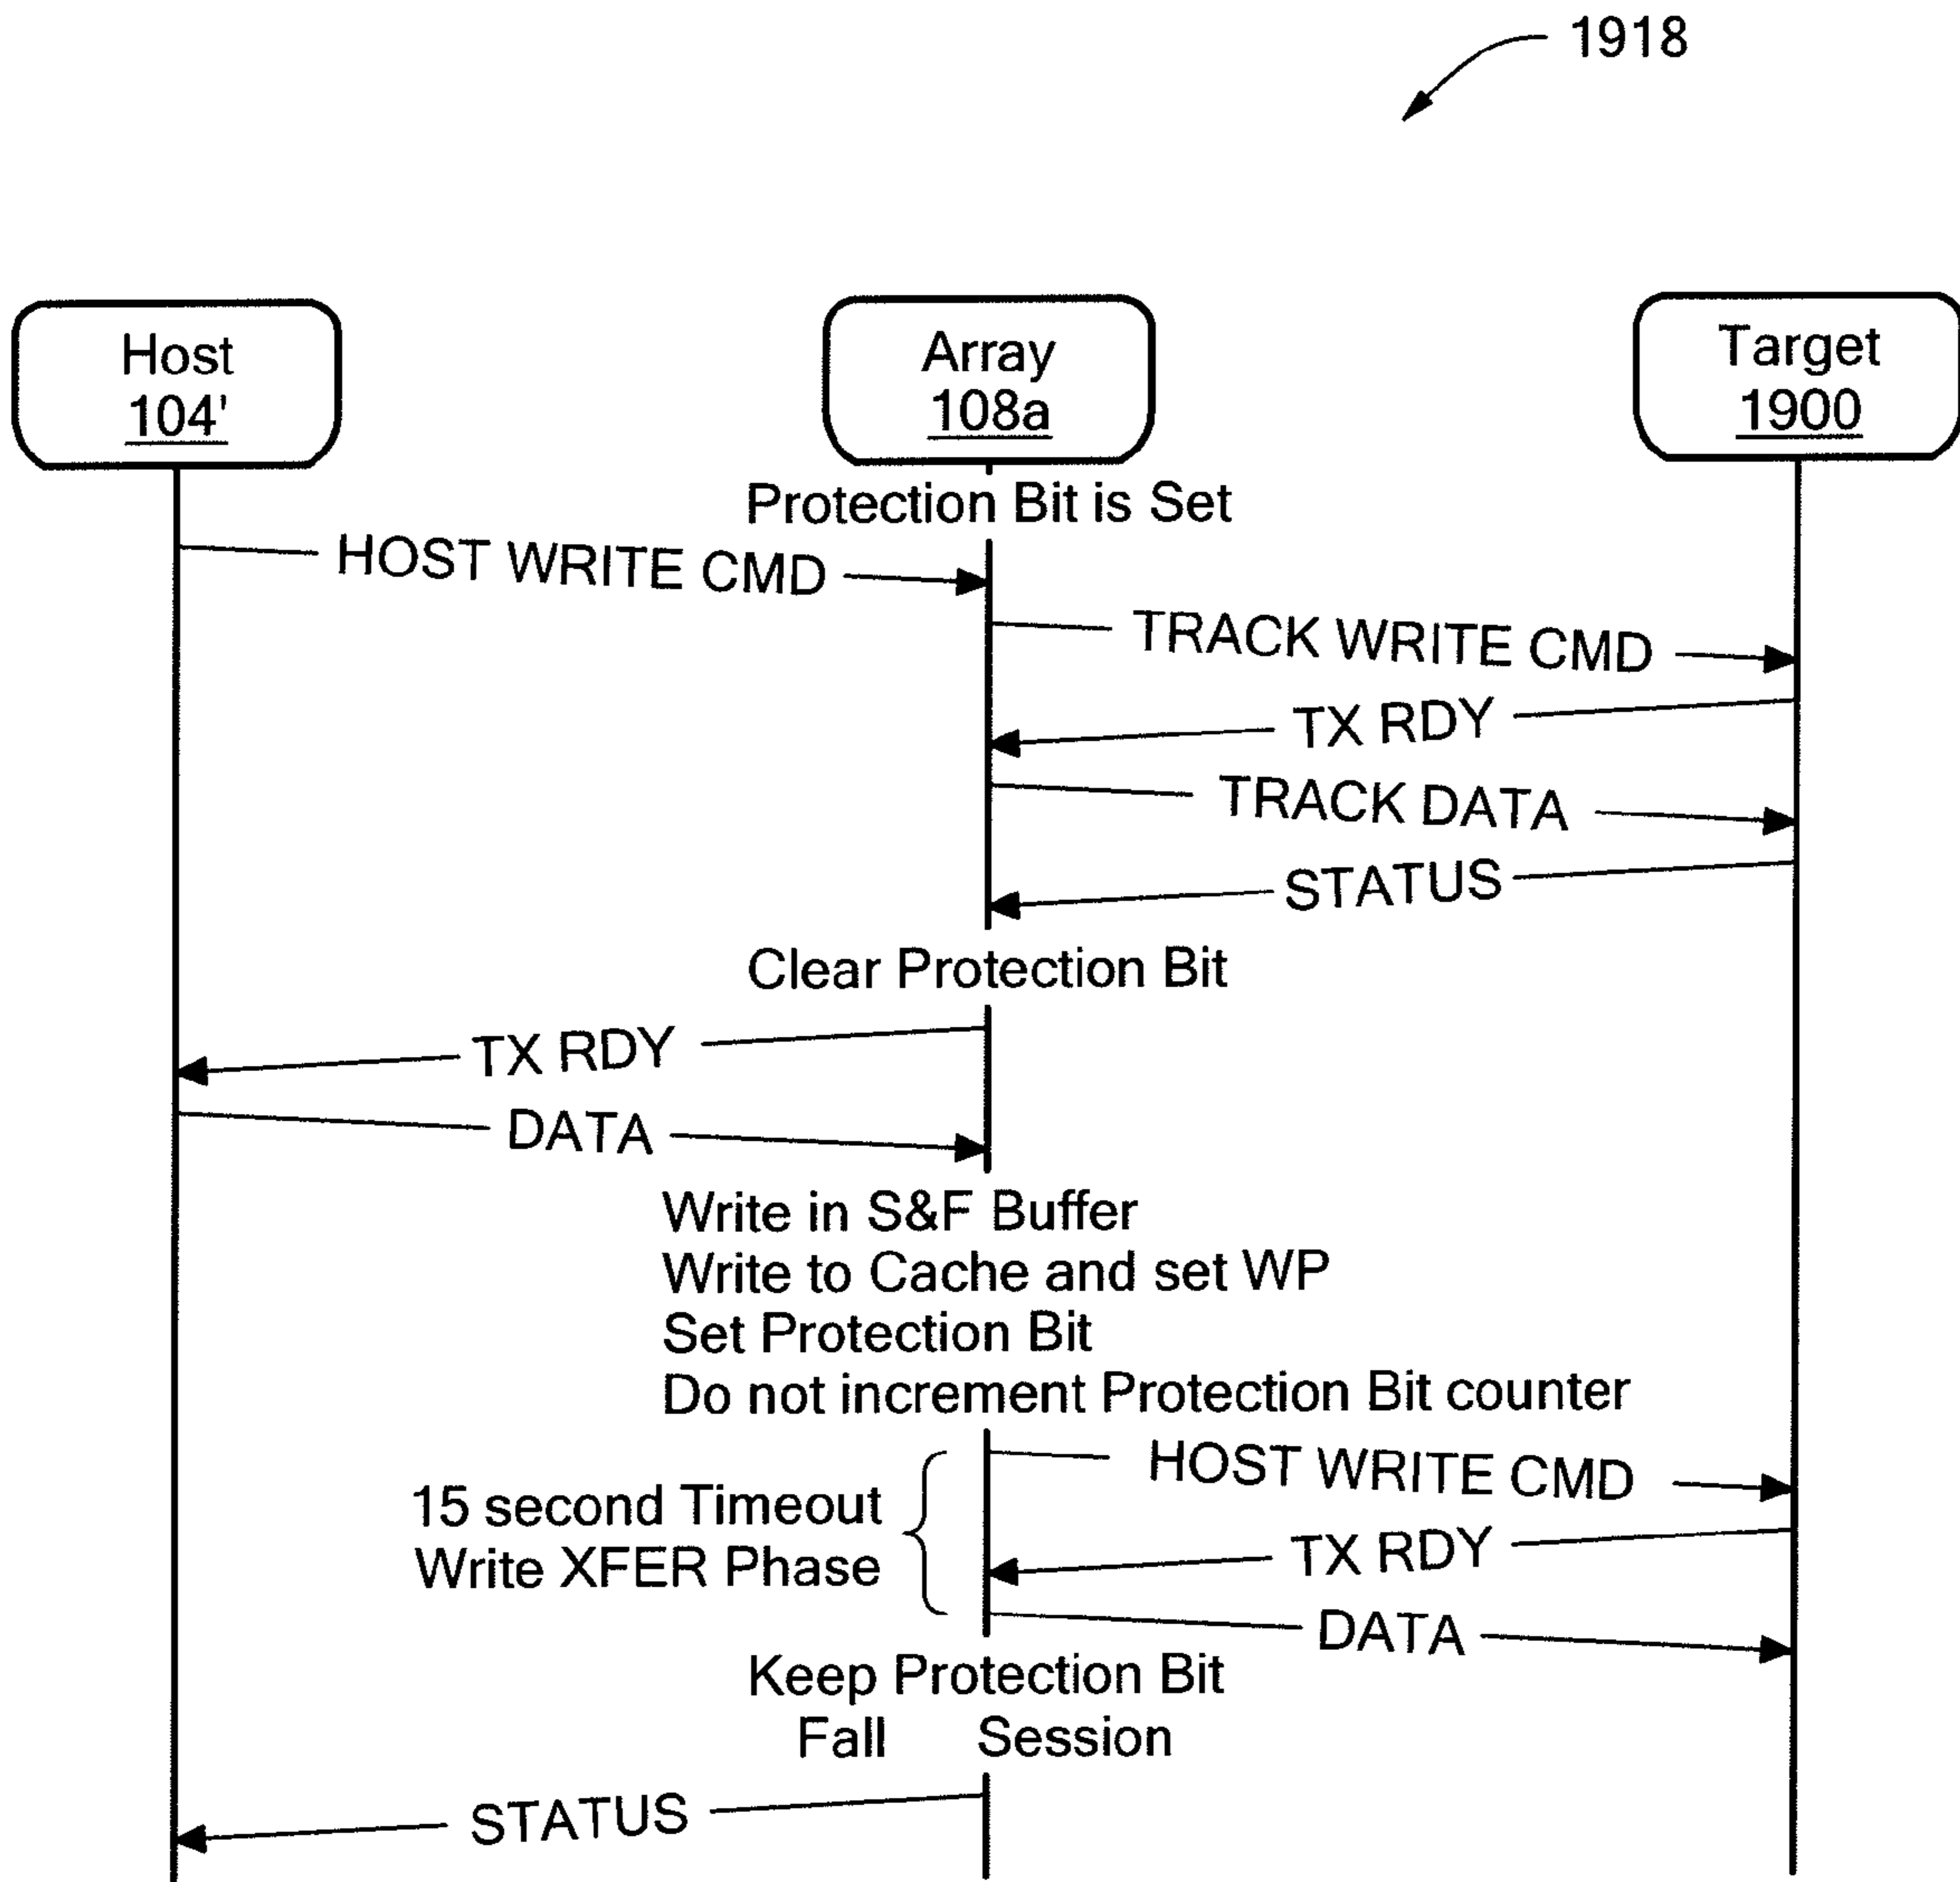 1918
Host
104'
Array
108a
Target
1900
Protection Bit is Set
HOST WRITE CMD
TRACK WRITE CMD
TX RDY
TRACK DATA
STATUS
Clear Protection Bit
TX RDY
DATA
Write in S&F Buffer
Write to Cache and set WP
Set Protection Bit
Do not increment Protection Bit counter
HOST WRITE CMD
15 second Timeout
Write XFER Phase
TX RDY
DATA
Keep Protection Bit
Fall Session
STATUS